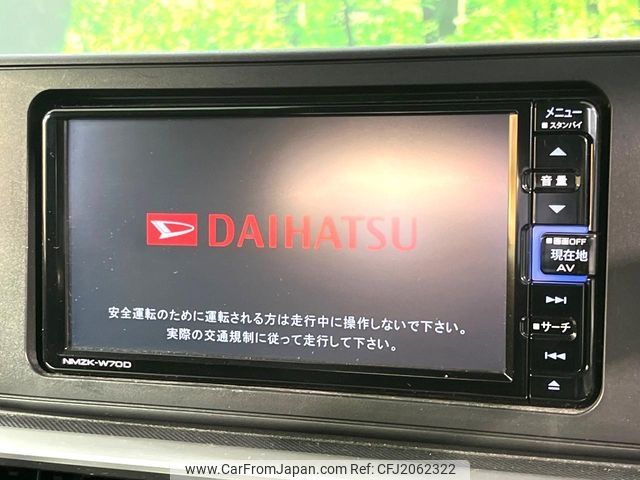 DAIHATSU
安全運転のために運転される方は走行中に操作しないで下さい。
実際の交通規制に従って走行して下さい。
NMZK-W70D
メニュー
スタンバイ
音量
画面OFF
現在地
AV
サーチ
www.CarFromJapan.com
Photo ID: CFJ2062322